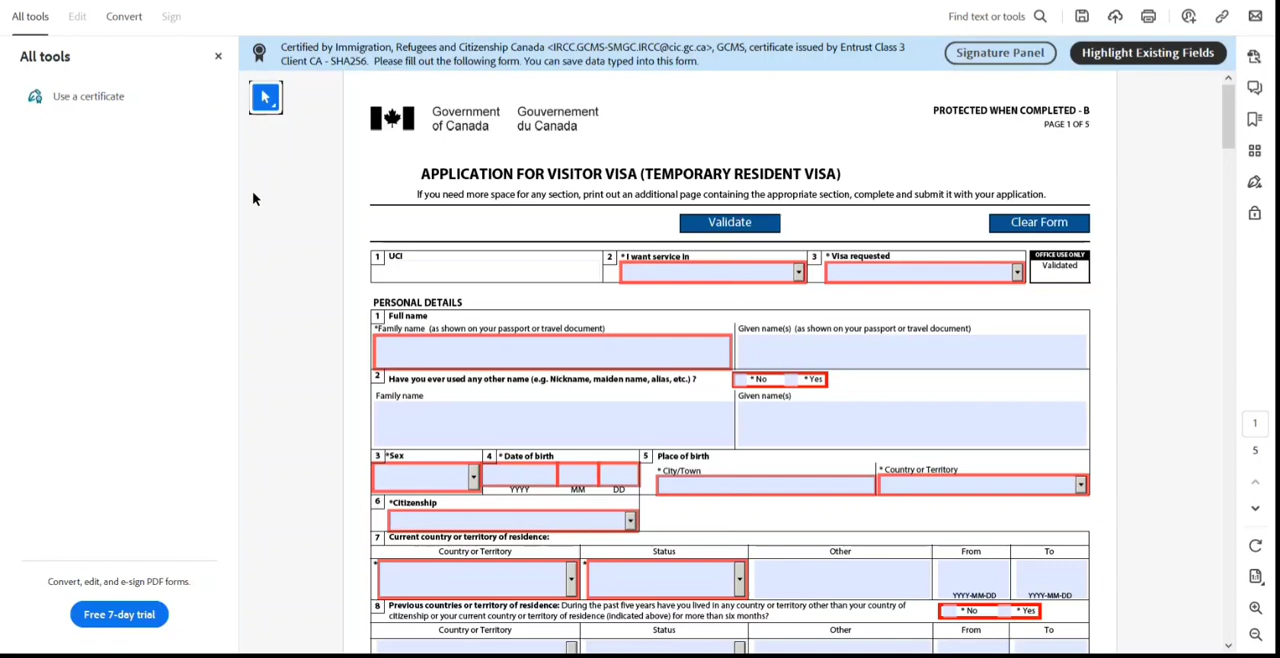 All tools Edit Convert Sign Find text or tools
All tools
Use a certificate
Certified by Immigration, Refugees and Citizenship Canada <IRCC.GCMS-SMGC.IRCC@cic.gc.ca>, GCMS, certificate issued by Entrust Class 3
Client CA - SHA256. Please fill out the following form. You can save data typed into this form.
Signature Panel
Highlight Existing Fields
Government of Canada
Gouvernement du Canada
PROTECTED WHEN COMPLETED - B
PAGE 1 OF 5
APPLICATION FOR VISITOR VISA (TEMPORARY RESIDENT VISA)
If you need more space for any section, print out an additional page containing the appropriate section, complete and submit it with your application.
Validate Clear Form
1 UCI 2 * I want service in 3 * Visa requested OFFICE USE ONLY
Validated
PERSONAL DETAILS
1 Full name
*Family name (as shown on your passport or travel document) Given name(s) (as shown on your passport or travel document)
2 Have you ever used any other name (e.g. Nickname, maiden name, alias, etc.) ? * No * Yes
Family name Given name(s)
3 *Sex 4 * Date of birth 5 Place of birth
* City/Town * Country or Territory
YYYY MM DD
6 *Citizenship
7 Current country or territory of residence:
Country or Territory Status Other From To
* *
YYYY-MM-DD YYYY-MM-DD
8 Previous countries or territory of residence: During the past five years have you lived in any country or territory other than your country of
citizenship or your current country or territory of residence (indicated above) for more than six months? * No * Yes
Country or Territory Status Other From To
Convert, edit, and e-sign PDF forms.
Free 7-day trial
1
5